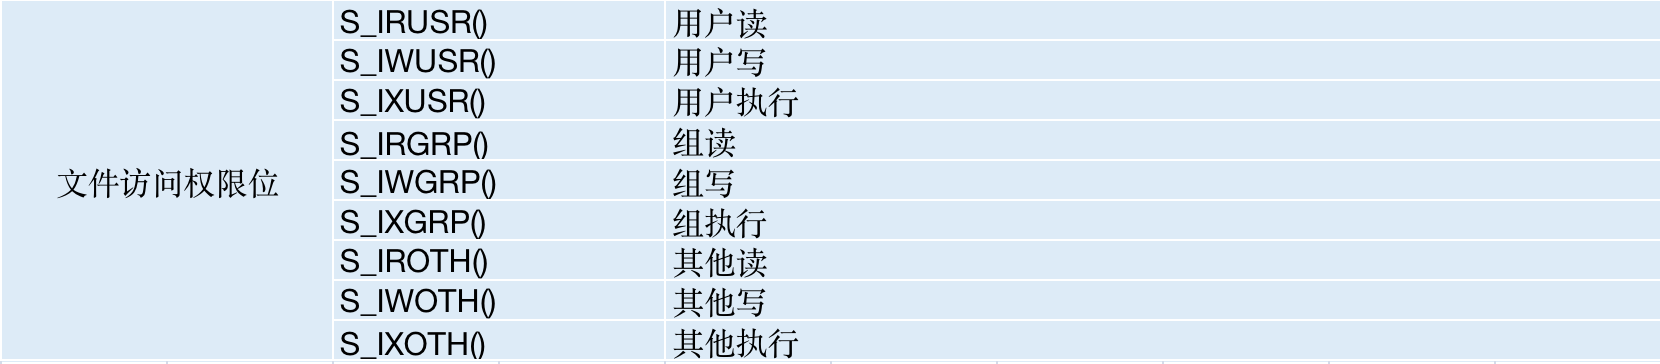 文件访问权限位
S_IRUSR() 用户读
S_IWUSR() 用户写
S_IXUSR() 用户执行
S_IRGRP() 组读
S_IWGRP() 组写
S_IXGRP() 组执行
S_IROTH() 其他读
S_IWOTH() 其他写
S_IXOTH() 其他执行